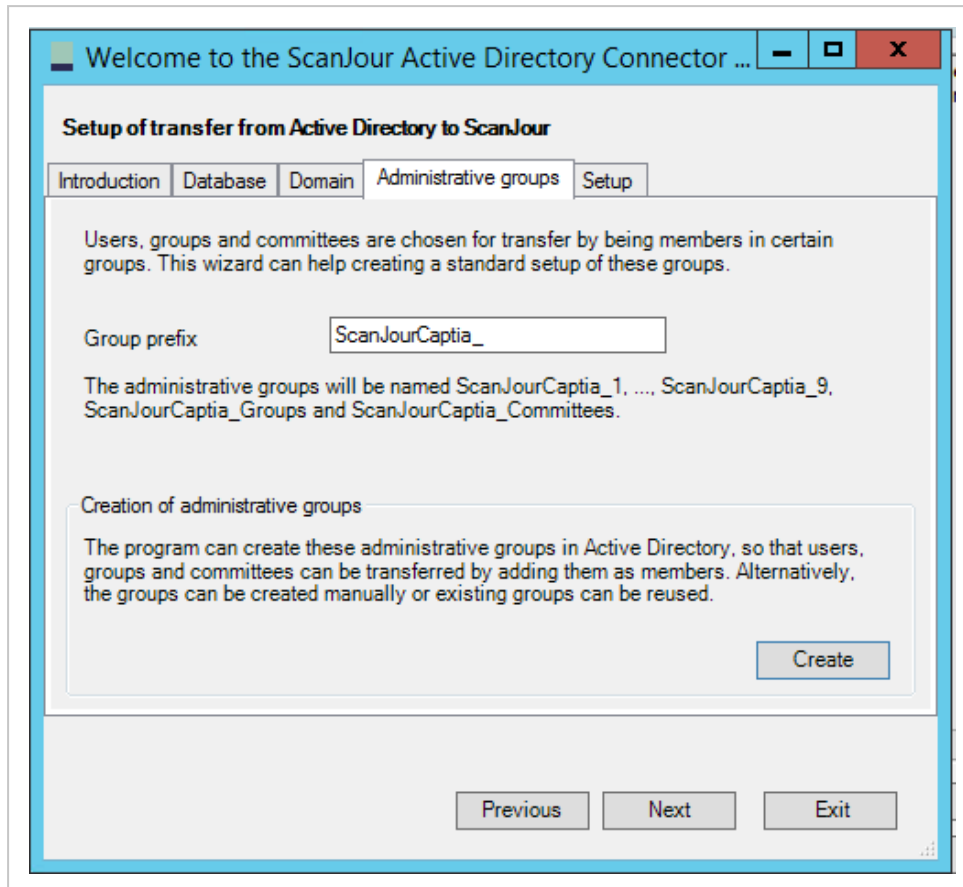 Welcome to the ScanJour Active Directory Connector ...
Setup of transfer from Active Directory to ScanJour
Introduction Database Domain Administrative groups Setup
Users, groups and committees are chosen for transfer by being members in certain
groups. This wizard can help creating a standard setup of these groups.
Group prefix ScanJourCaptia_
The administrative groups will be named ScanJourCaptia_1, ..., ScanJourCaptia_9,
ScanJourCaptia_Groups and ScanJourCaptia_Committees.
Creation of administrative groups
The program can create these administrative groups in Active Directory, so that users,
groups and committees can be transferred by adding them as members. Alternatively,
the groups can be created manually or existing groups can be reused.
Create
Previous Next Exit